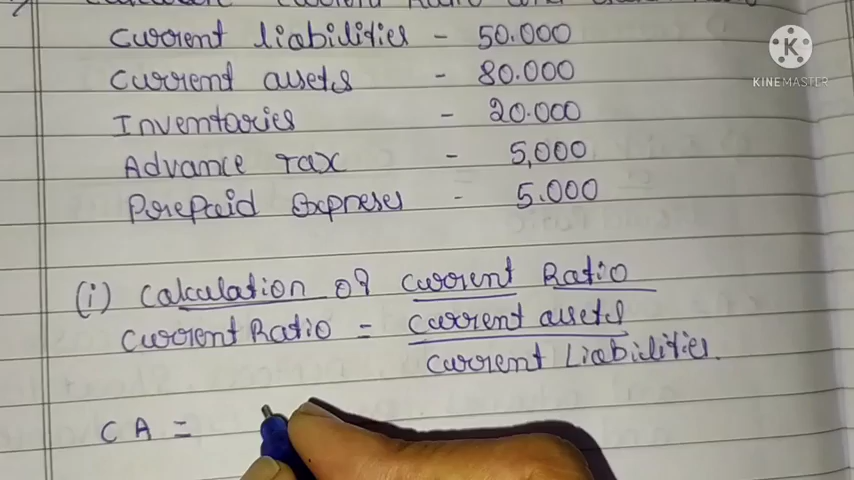 Current liabilities - 50.000
Current assets - 80.000
Inventories - 20.000
Advance Tax - 5,000
Prepaid Expneses - 5.000
(i) Calculation of Current Ratio
Current Ratio = Current assets
Current Liabilities.
CA =
K
KINEMASTER